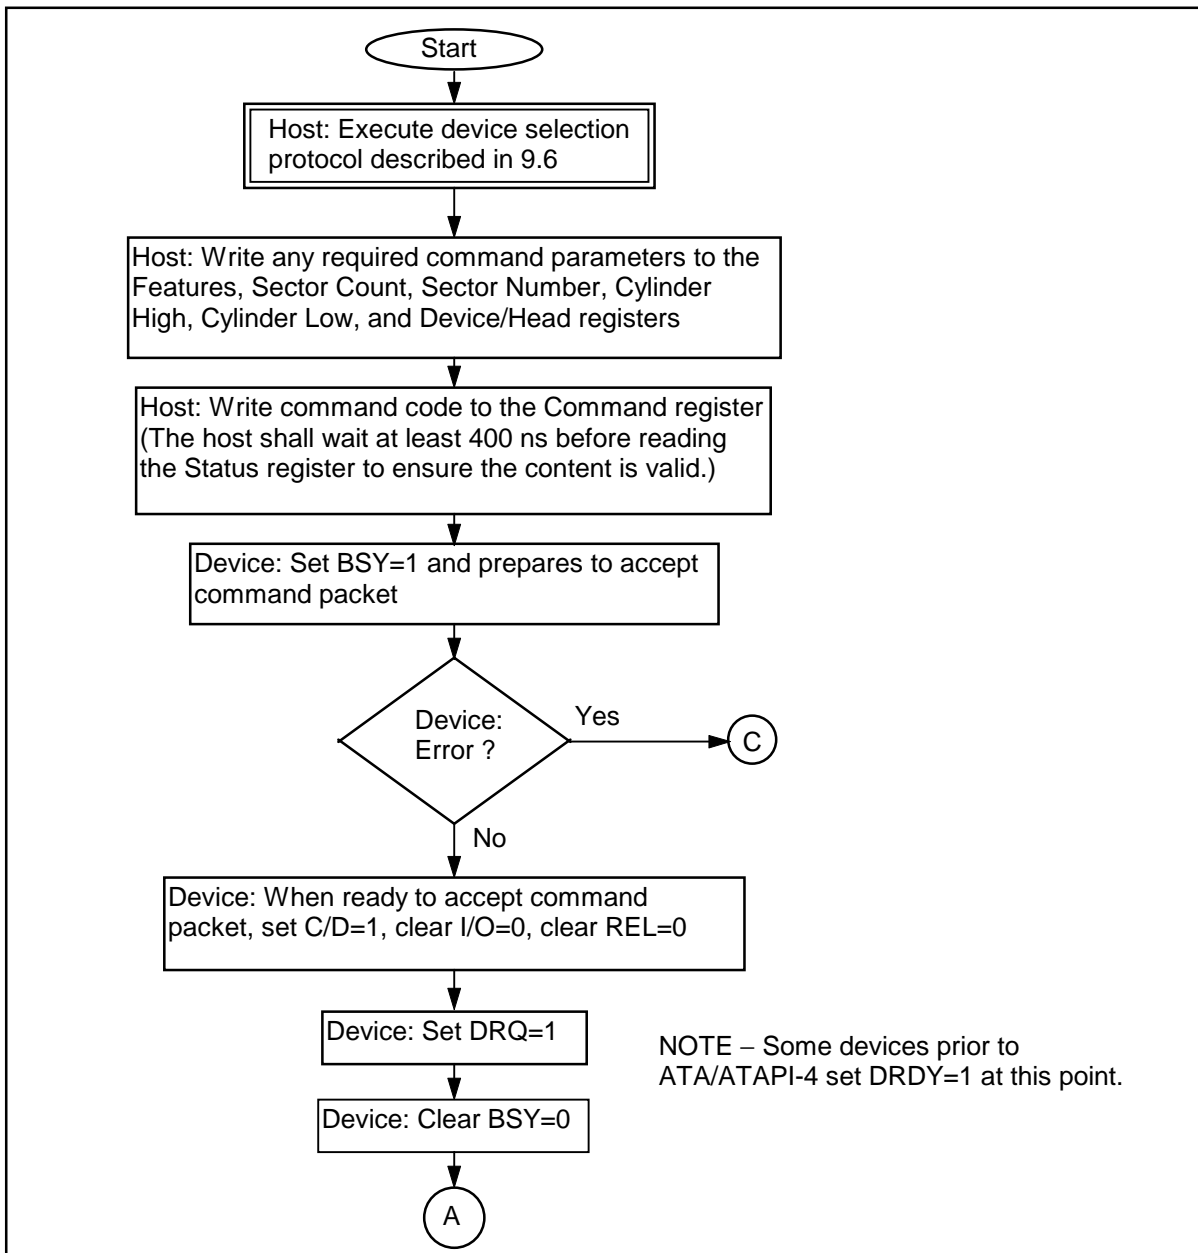 Start
Host: Execute device selection
protocol described in 9.6
Host: Write any required command parameters to the
Features, Sector Count, Sector Number, Cylinder
High, Cylinder Low, and Device/Head registers
Host: Write command code to the Command register
(The host shall wait at least 400 ns before reading
the Status register to ensure the content is valid.)
Device: Set BSY=1 and prepares to accept
command packet
Device:
Error ?
Yes
C
No
Device: When ready to accept command
packet, set C/D=1, clear I/O=0, clear REL=0
Device: Set DRQ=1
NOTE – Some devices prior to
ATA/ATAPI-4 set DRDY=1 at this point.
Device: Clear BSY=0
A